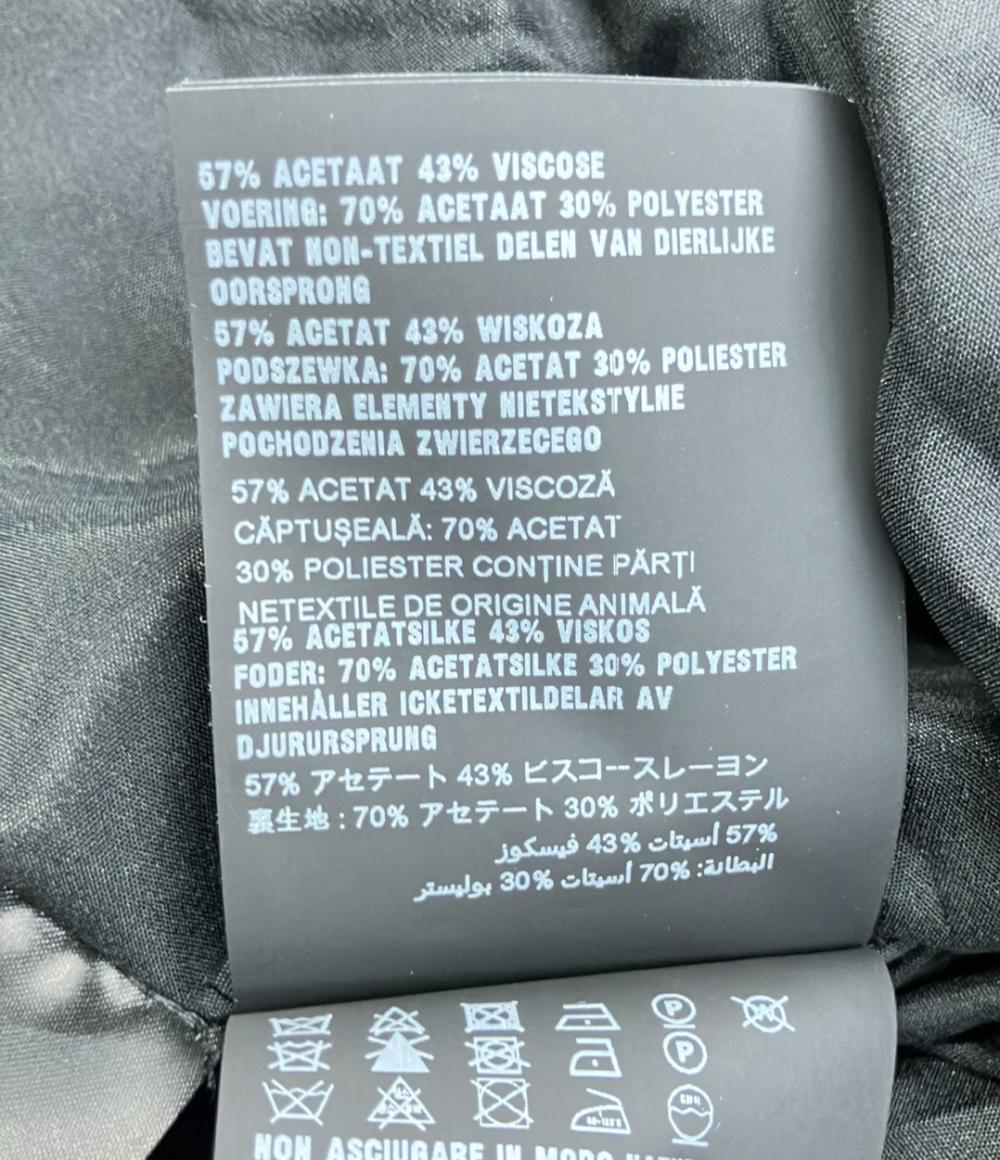 57% ACETAAT 43% VISCOSE
VOERING: 70% ACETAAT 30% POLYESTER
BEVAT NON-TEXTIEL DELEN VAN DIERLIJKE
OORSPRONG
57% ACETAT 43% WISKOZA
PODSZEWKA: 70% ACETAT 30% POLIESTER
ZAWIERA ELEMENTY NIETEKSTYLNE
POCHODZENIA ZWIERZECEGO
57% ACETAT 43% VISCOZĂ
CĂPTUȘEALĂ: 70% ACETAT
30% POLIESTER CONȚINE PĂRȚI
NETEXTILE DE ORIGINE ANIMALĂ
57% ACETATSILKE 43% VISKOS
FODER: 70% ACETATSILKE 30% POLYESTER
INNEHÅLLER ICKETEXTILDELAR AV
DJURURSPRUNG
57% アセテート 43% ビスコースレーヨン
裏生地 : 70% アセテート 30% ポリエステル
57% أسيتات 43% فيسكوز
البطانة: 70% أسيتات 30% بوليستر
P W
P
NON ASCIUGARE IN MODO